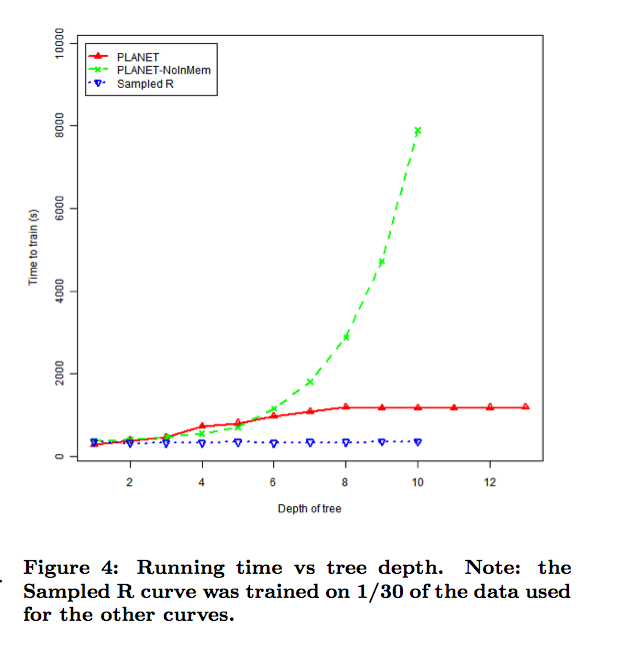 10000
8000
6000
4000
2000
0
Time to train (s)
PLANET
PLANET-NoInMem
Sampled R
2 4 6 8 10 12
Depth of tree
Figure 4: Running time vs tree depth. Note: the
Sampled R curve was trained on 1/30 of the data used
for the other curves.